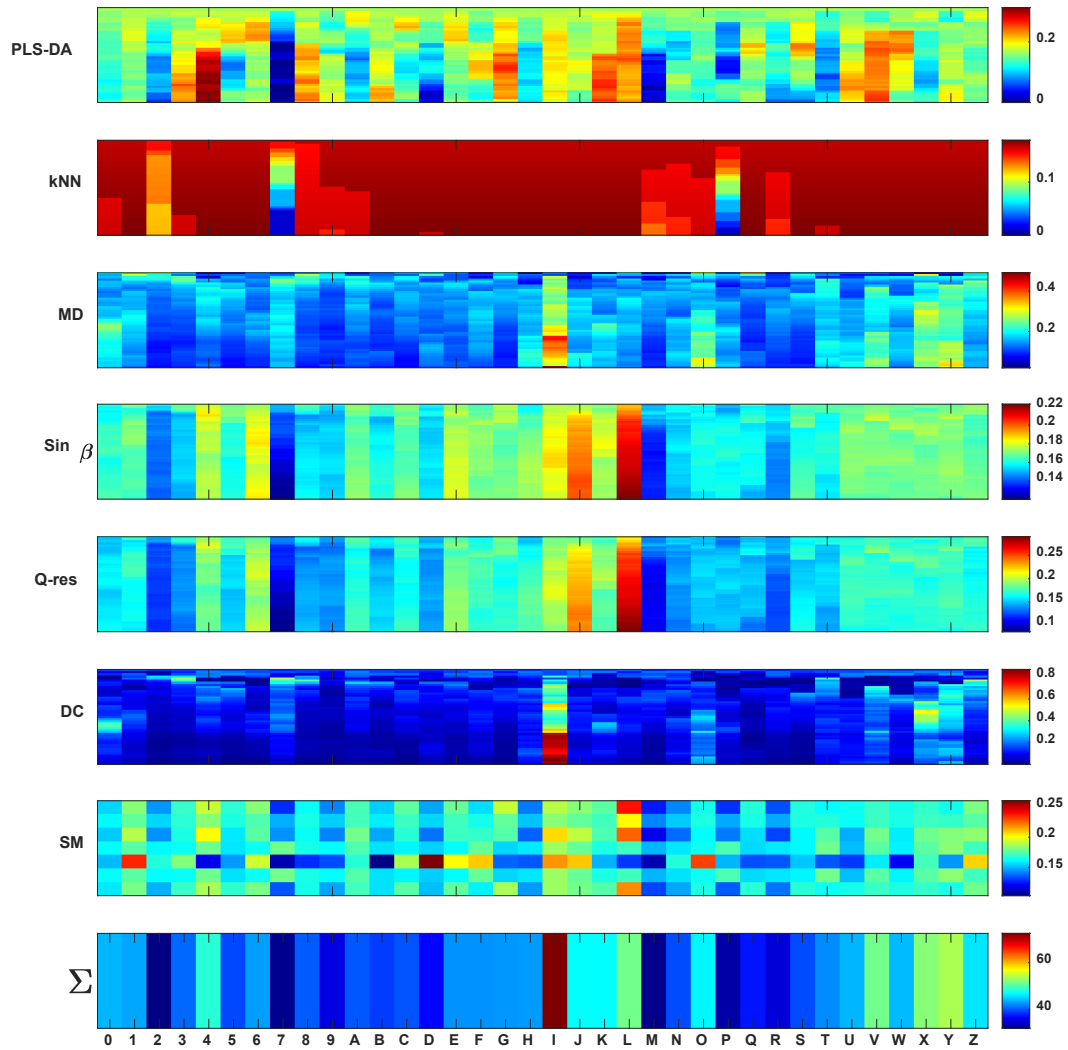 PLS-DA
0.2
0
kNN
0.1
0
MD
0.4
0.2
Sin β
0.22
0.2
0.18
0.16
0.14
Q-res
0.25
0.2
0.15
0.1
DC
0.8
0.6
0.4
0.2
SM
0.25
0.2
0.15
Σ
60
40
0 1 2 3 4 5 6 7 8 9 A B C D E F G H I J K L M N O P Q R S T U V W X Y Z